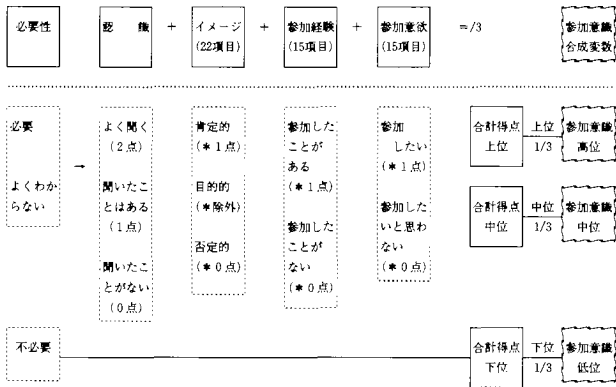 必要性 認識 + イメージ + 参加経験 + 参加意欲 =/3 参加意識
(22項目) (15項目) (15項目) 合成変数
必要 よく聞く 肯定的 参加した 参加 合計得点 上位 参加意識
(2点) (*1点) ことが したい 上位 1/3 高位
→ ある (*1点)
よくわか 聞いたこ 目的的 (*1点) 合計得点 中位 参加意識
らない とはある (*除外) 参加した 中位 1/3 中位
(1点) 参加した いと思わ
否定的 ことが ない
聞いたこ (*0点) ない (*0点)
とがない (*0点)
(0点)
不必要 合計得点 下位 参加意識
下位 1/3 低位